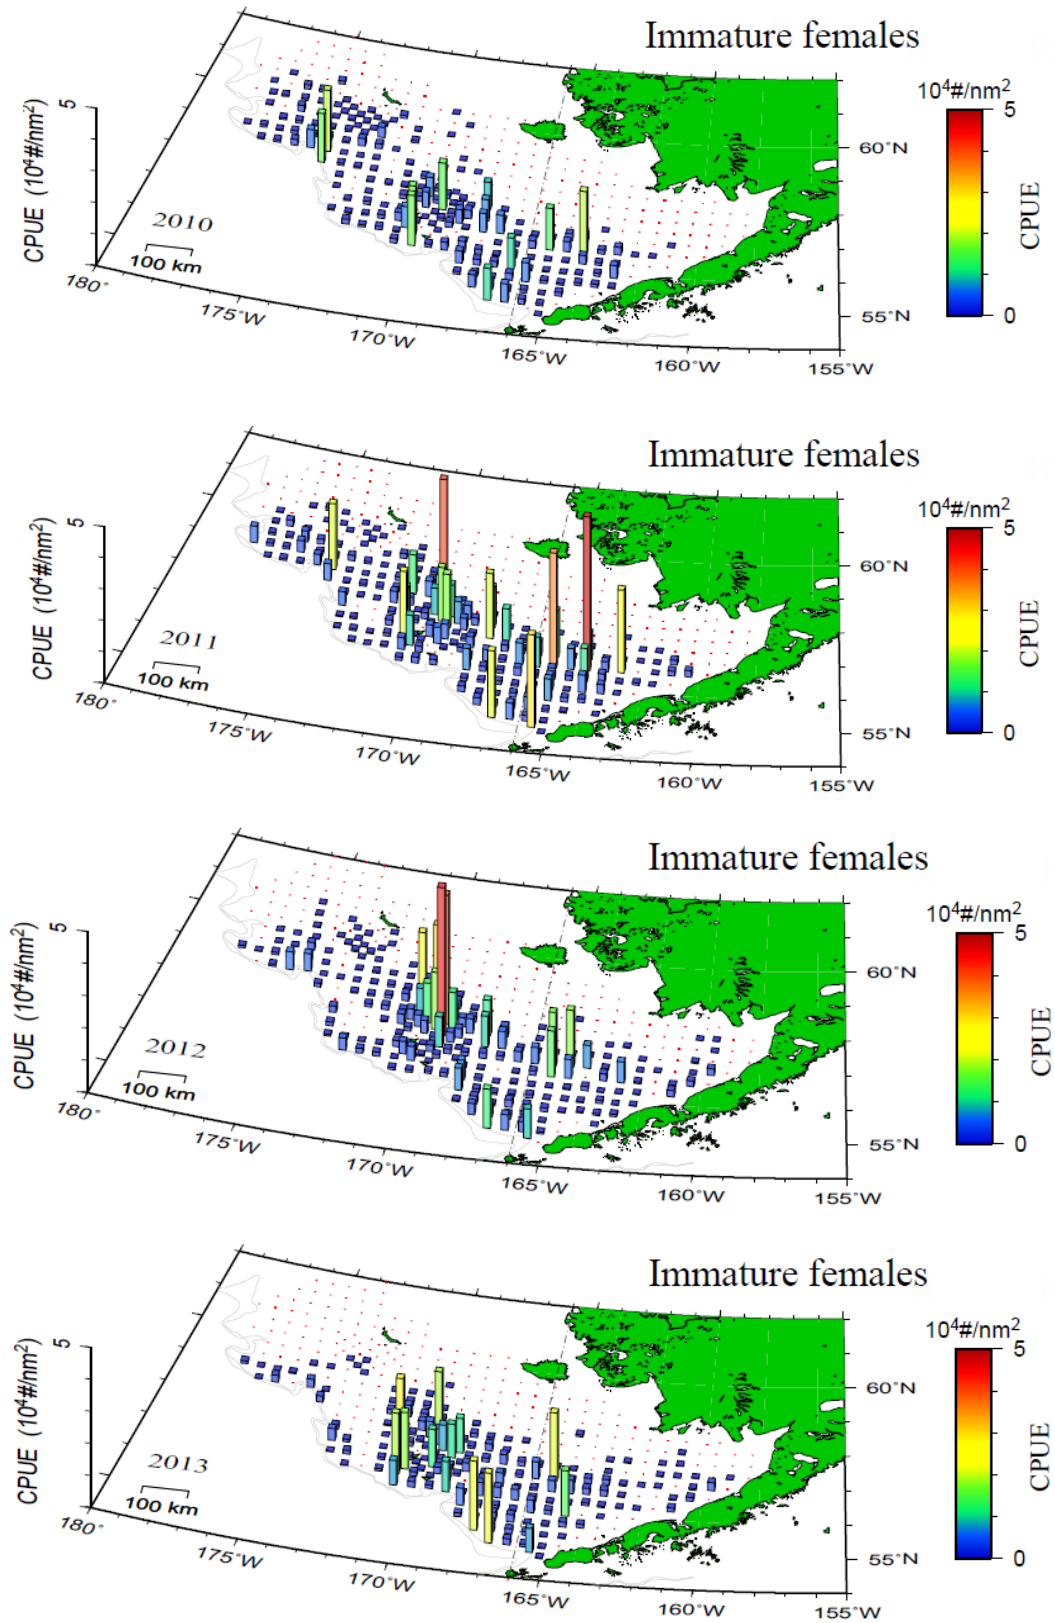 Immature females
10⁴#/nm²
5
5
CPUE (10⁴#/nm²)
60°N
CPUE
2010
100 km
180°
0
55°N
175°W
170°W
165°W
160°W
155°W
Immature females
10⁴#/nm²
5
5
CPUE (10⁴#/nm²)
60°N
CPUE
2011
100 km
180°
0
55°N
175°W
170°W
165°W
160°W
155°W
Immature females
10⁴#/nm²
5
5
CPUE (10⁴#/nm²)
60°N
CPUE
2012
100 km
180°
0
55°N
175°W
170°W
165°W
160°W
155°W
Immature females
10⁴#/nm²
5
5
CPUE (10⁴#/nm²)
60°N
CPUE
2013
100 km
180°
0
55°N
175°W
170°W
165°W
160°W
155°W